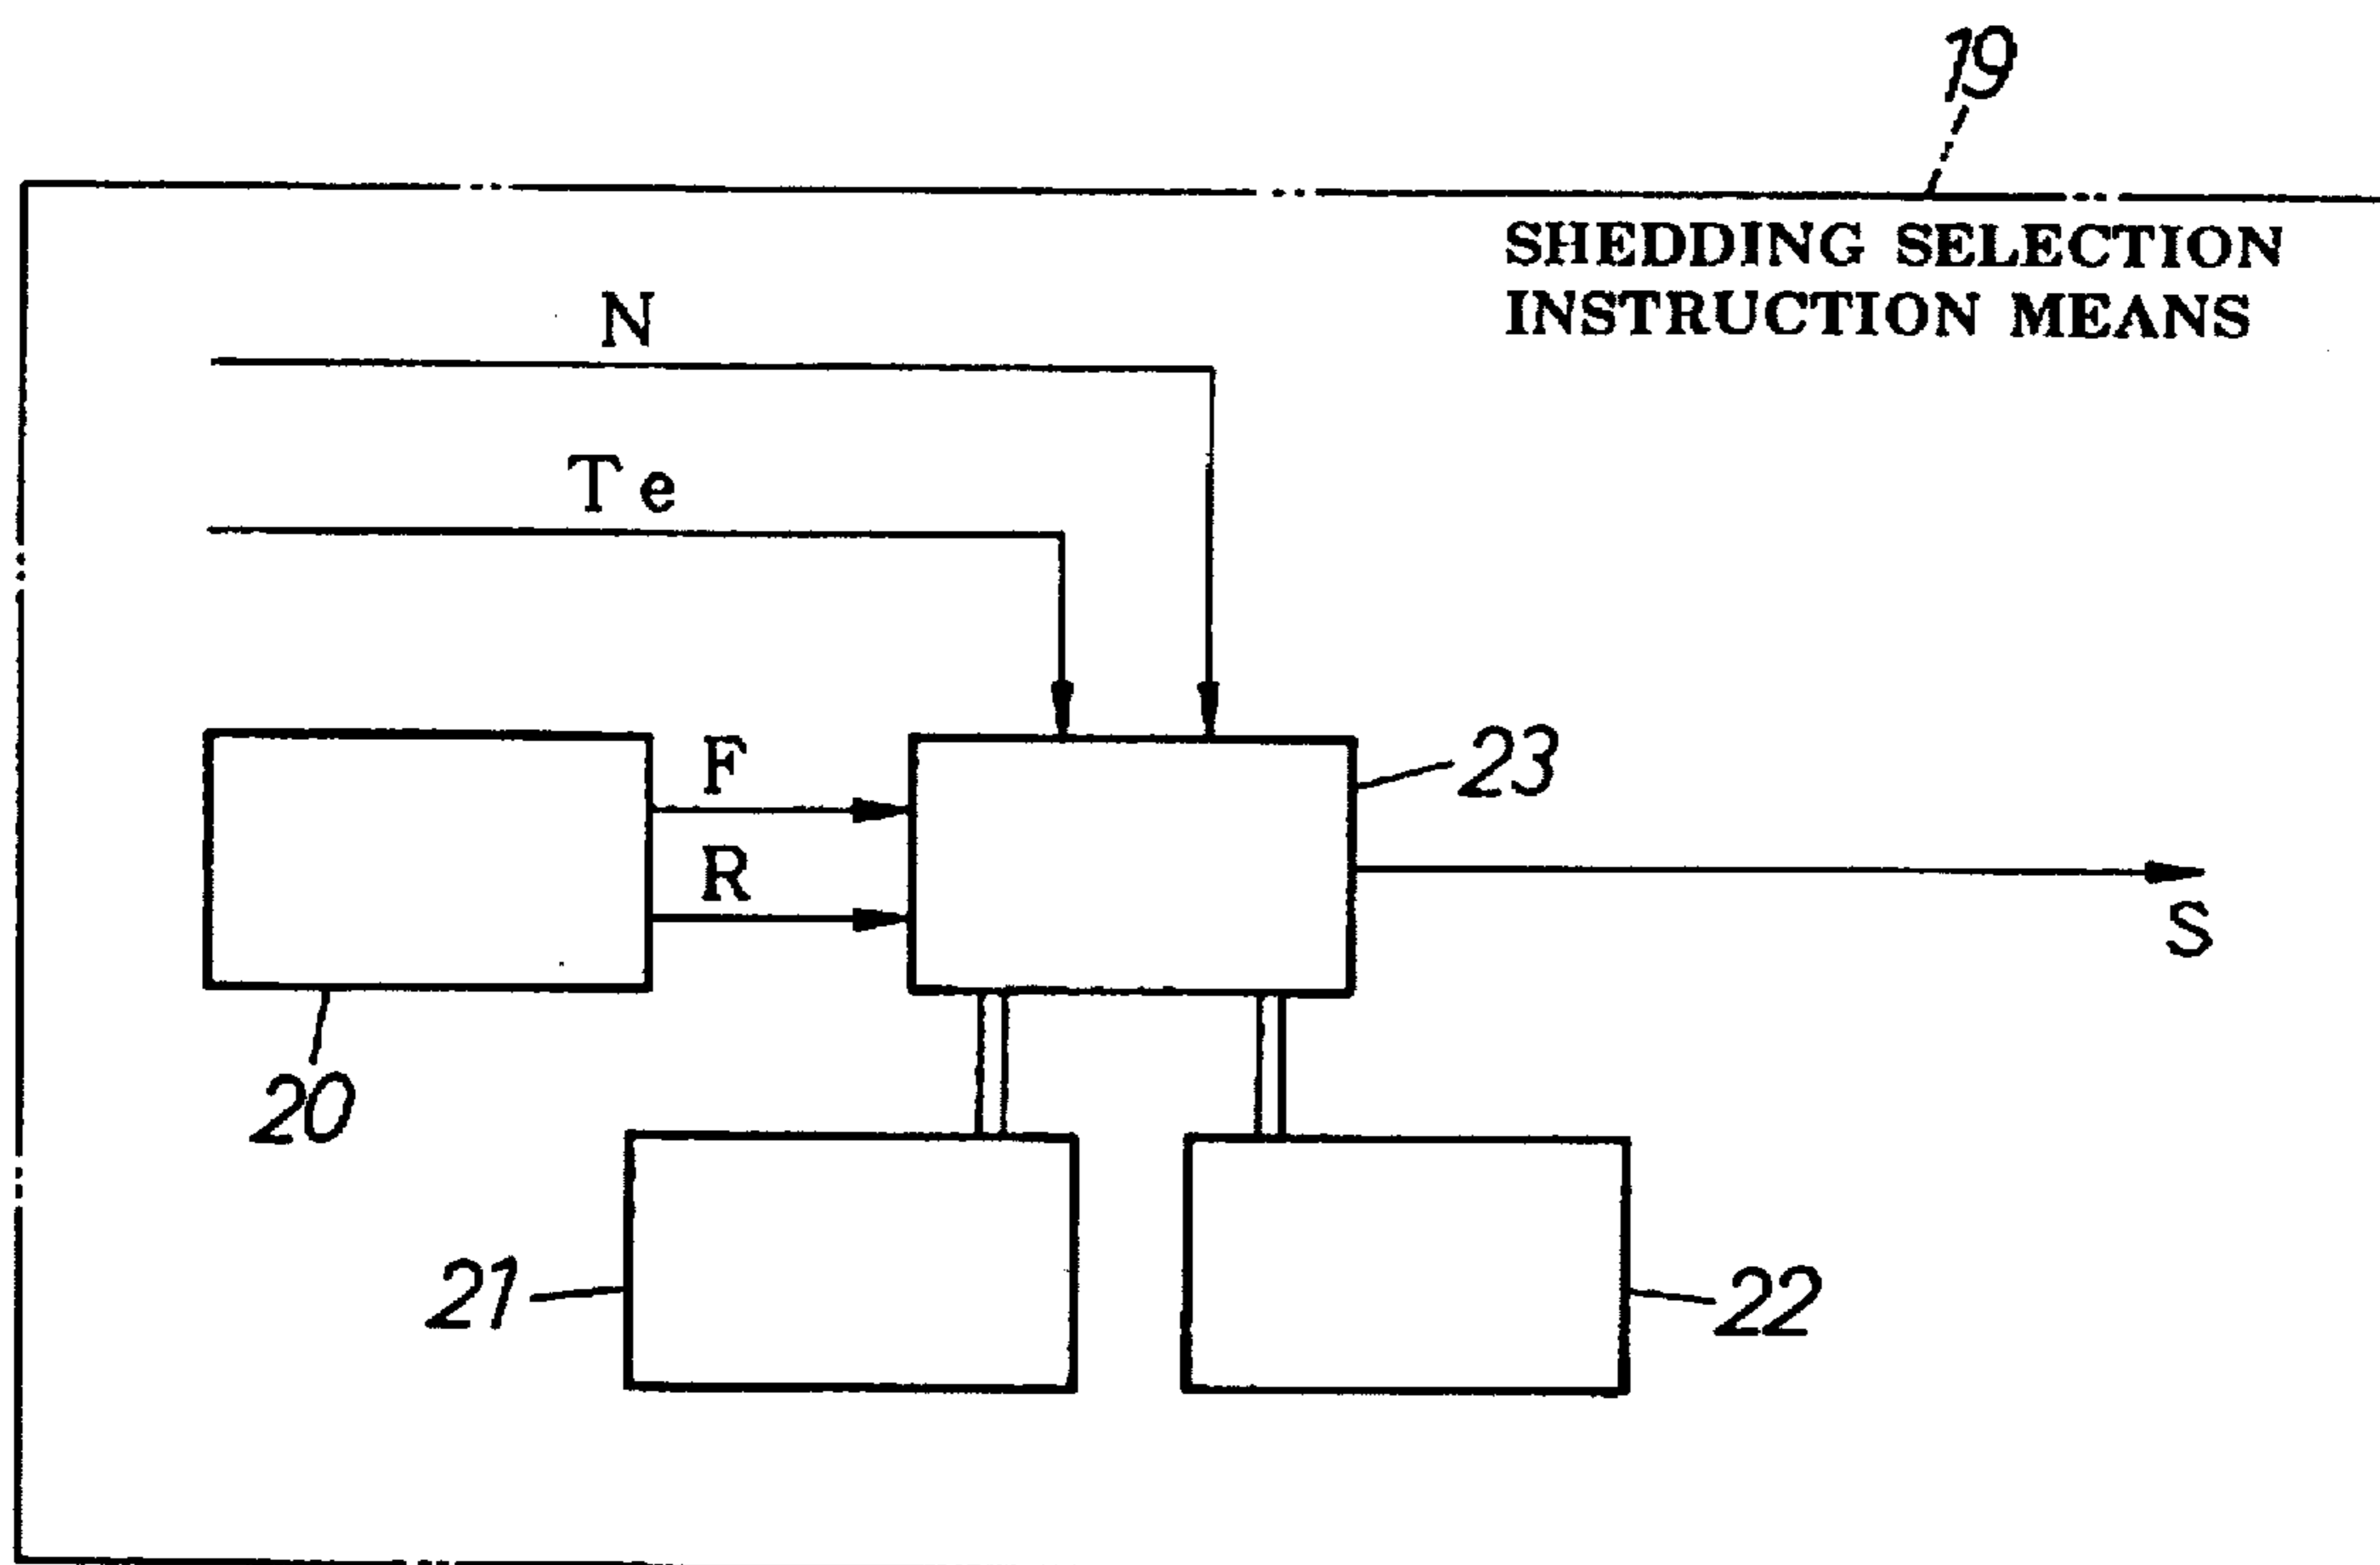 19
SHEDDING SELECTION
INSTRUCTION MEANS
N
Te
F
23
R
S
20
21
22